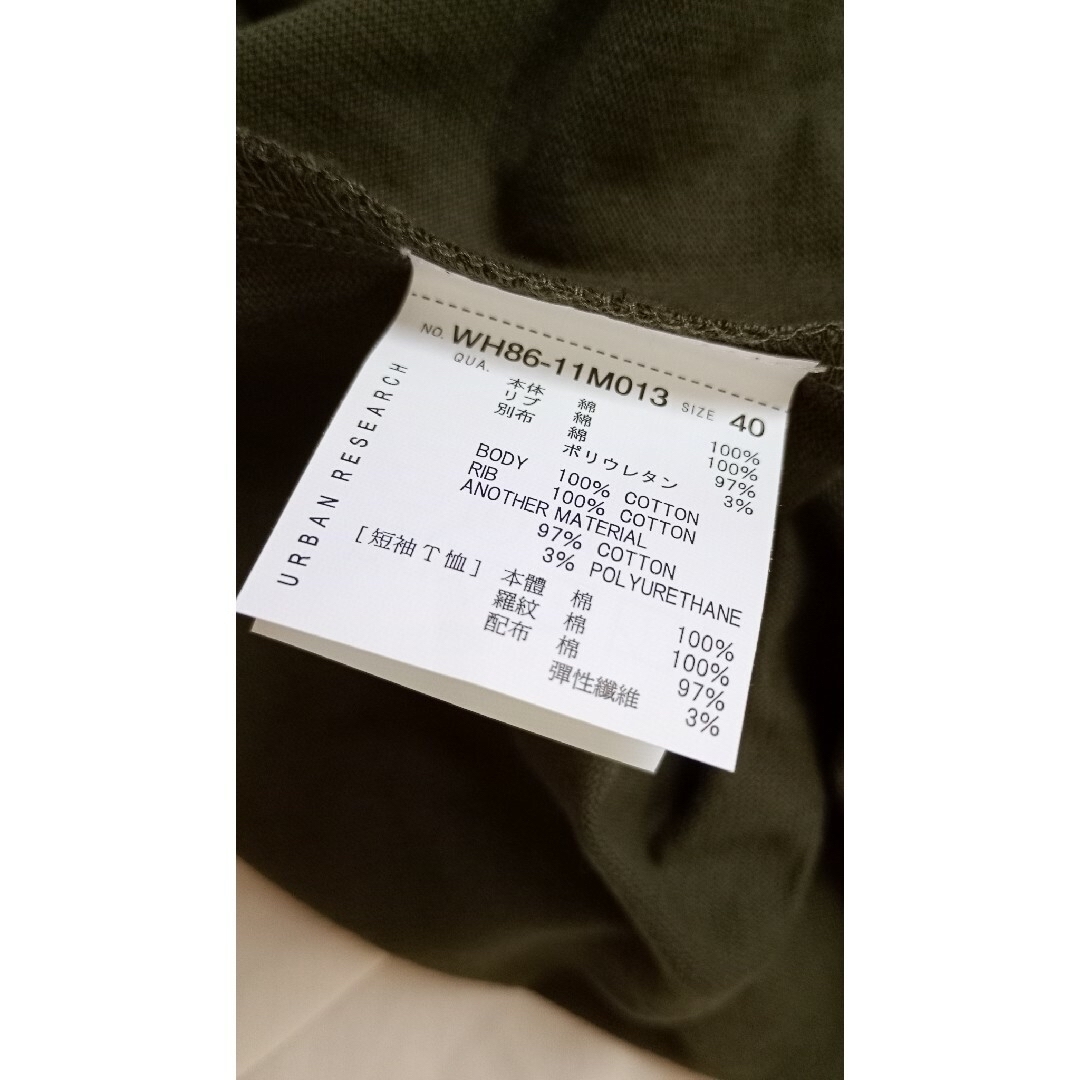 NO. WH86-11M013 SIZE 40
QUA.
本体 綿 100%
リブ 綿 100%
別布 綿 97%
ポリウレタン 3%
BODY 100% COTTON
RIB 100% COTTON
ANOTHER MATERIAL
97% COTTON
3% POLYURETHANE
[短袖T恤]
本體 棉 100%
羅紋 棉 100%
配布 棉 97%
彈性纖維 3%
URBAN RESEARCH